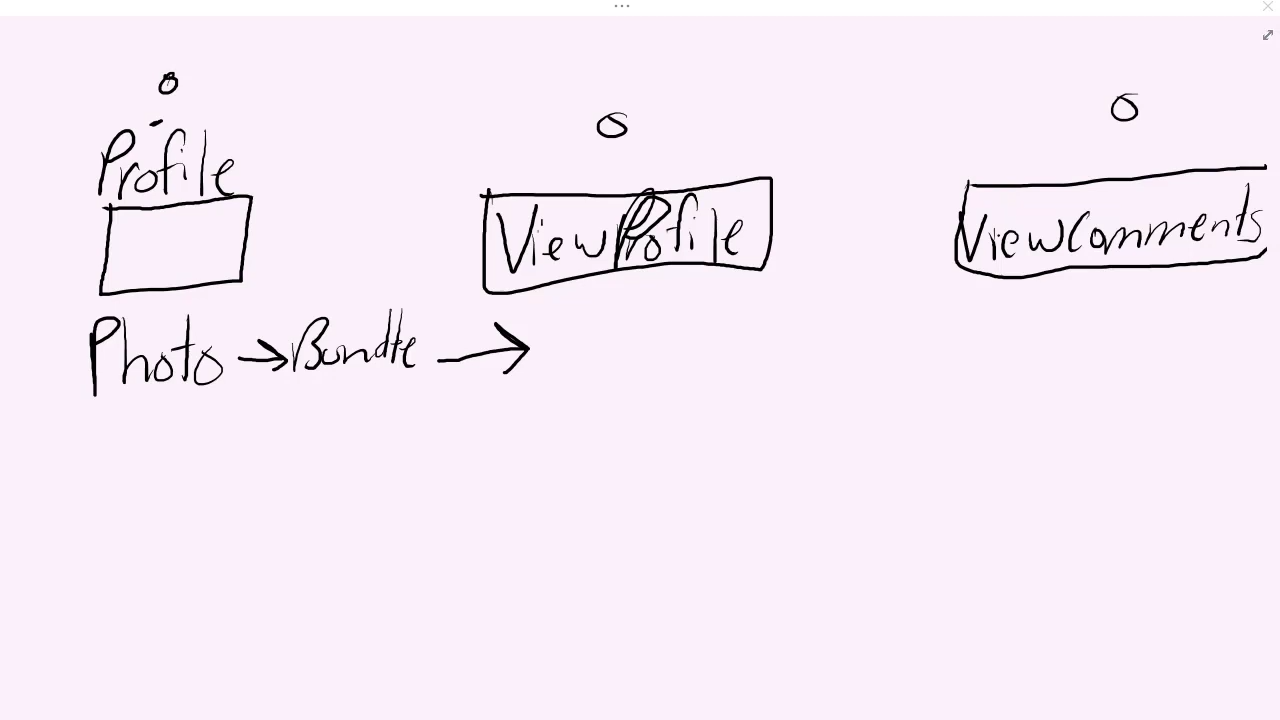 Profile
ViewProfile
ViewComments
Photo → Bundle →